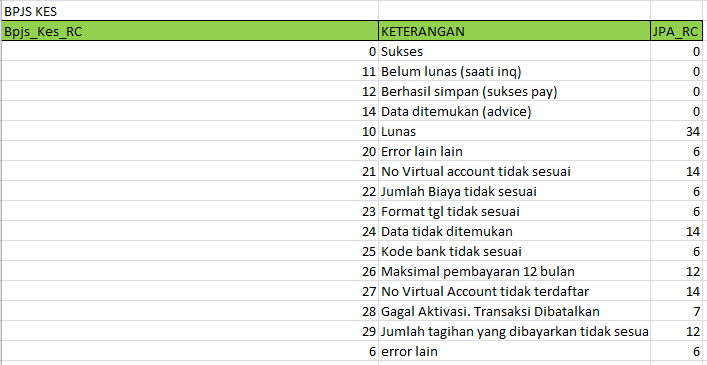 BPJS KES
Bpjs_Kes_RC KETERANGAN JPA_RC
0 Sukses 0
11 Belum lunas (saati inq) 0
12 Berhasil simpan (sukses pay) 0
14 Data ditemukan (advice) 0
10 Lunas 34
20 Error lain lain 6
21 No Virtual account tidak sesuai 14
22 Jumlah Biaya tidak sesuai 6
23 Format tgl tidak sesuai 6
24 Data tidak ditemukan 14
25 Kode bank tidak sesuai 6
26 Maksimal pembayaran 12 bulan 12
27 No Virtual Account tidak terdaftar 14
28 Gagal Aktivasi. Transaksi Dibatalkan 7
29 Jumlah tagihan yang dibayarkan tidak sesua 12
6 error lain 6